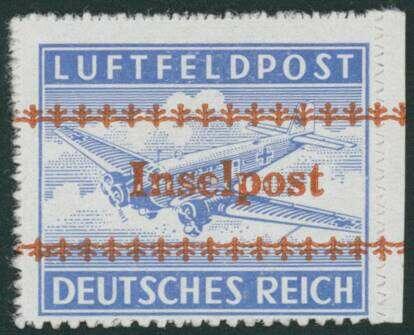 LUFTFELDPOST
Inselpost
DEUTSCHES REICH